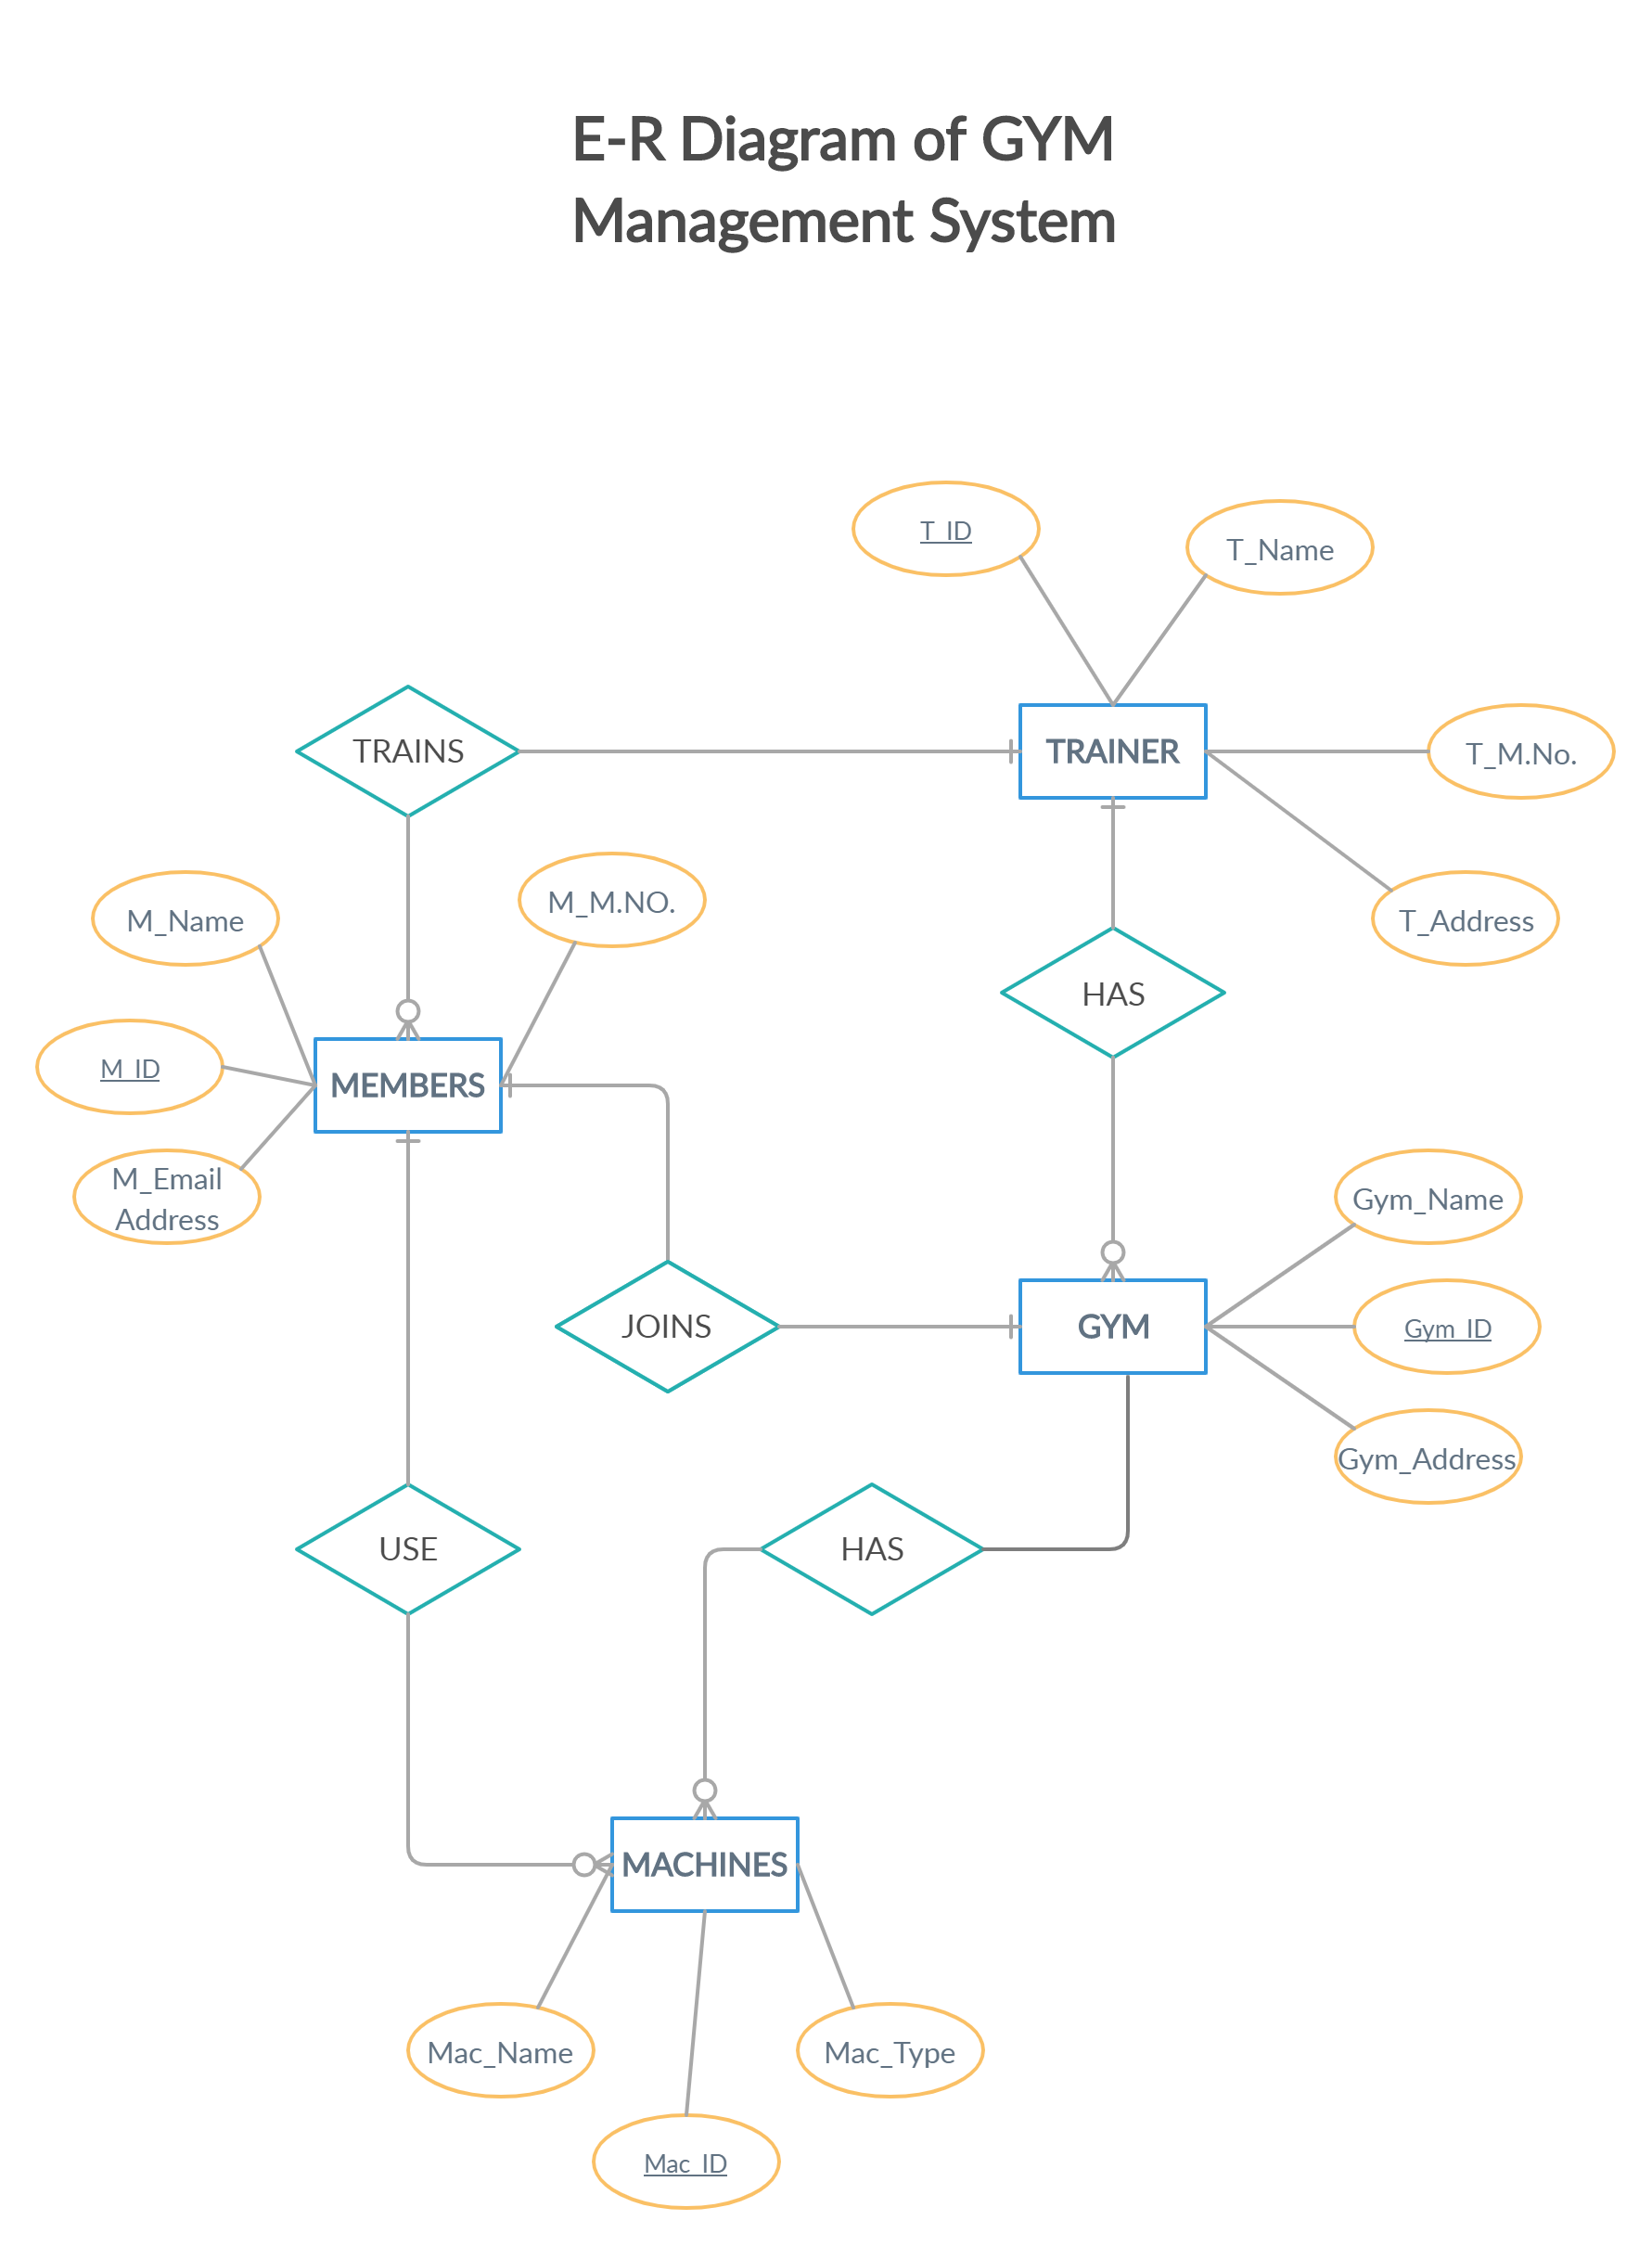 E-R Diagram of GYM
Management System
T_ID
T_Name
TRAINS
TRAINER
T_M.No.
M_Name
M_M.NO.
T_Address
HAS
M_ID
MEMBERS
M_Email
Address
Gym_Name
JOINS
GYM
Gym_ID
Gym_Address
USE
HAS
MACHINES
Mac_Name
Mac_Type
Mac_ID